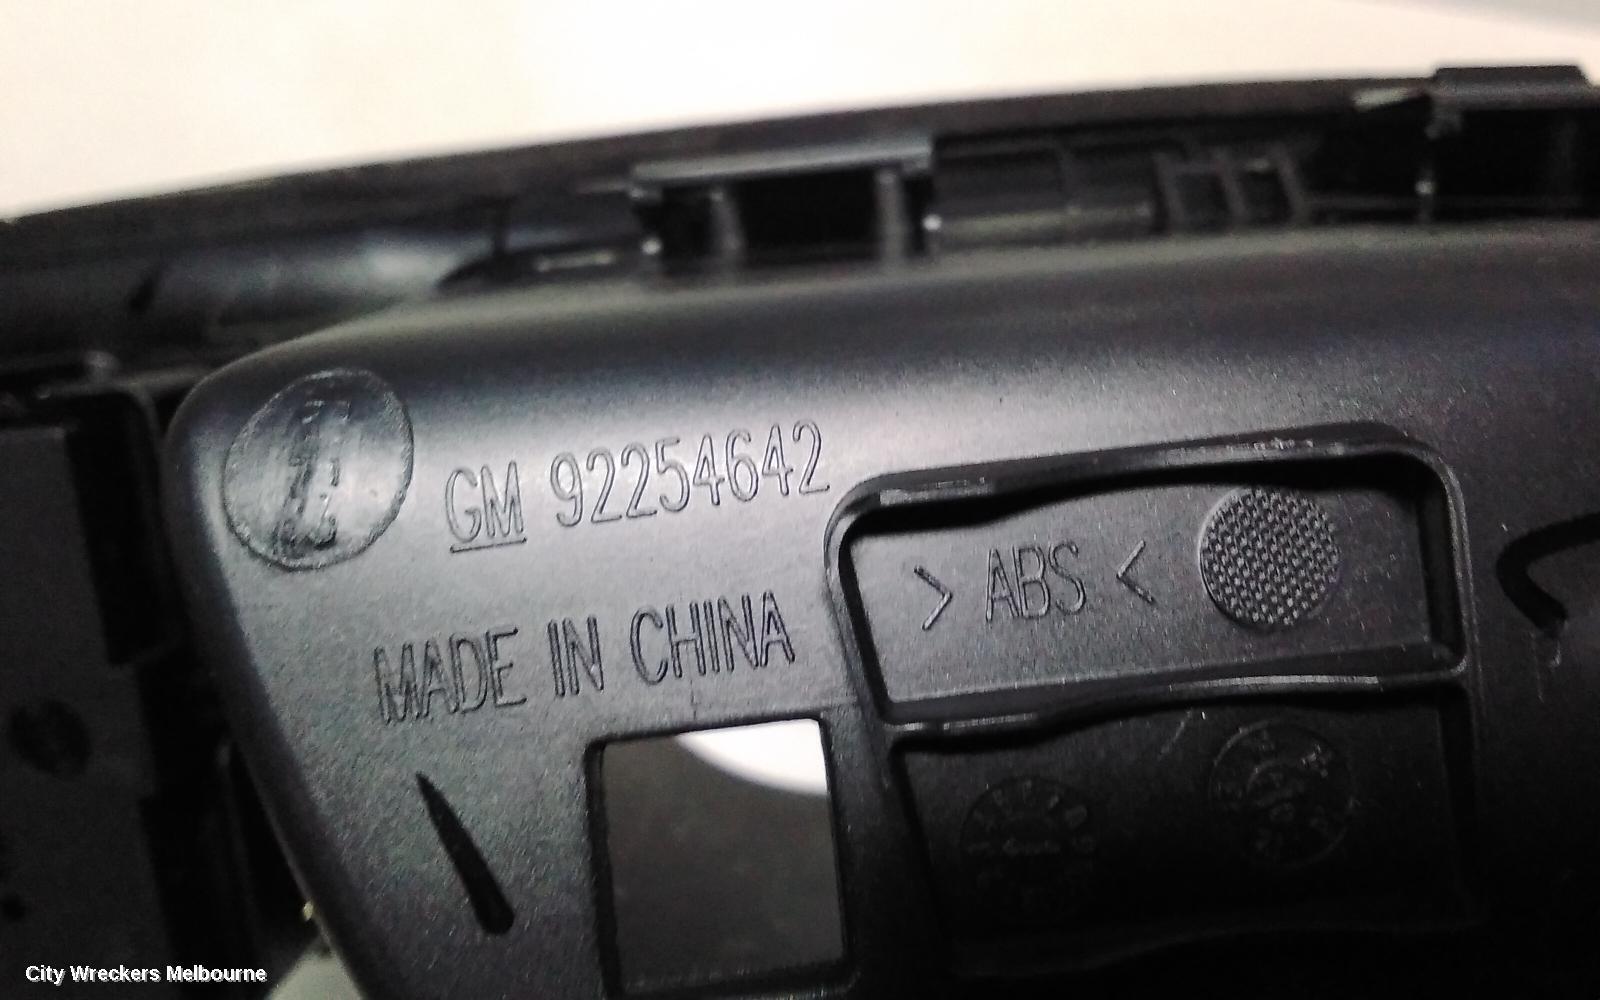 GM 92254642
> ABS <
MADE IN CHINA
City Wreckers Melbourne